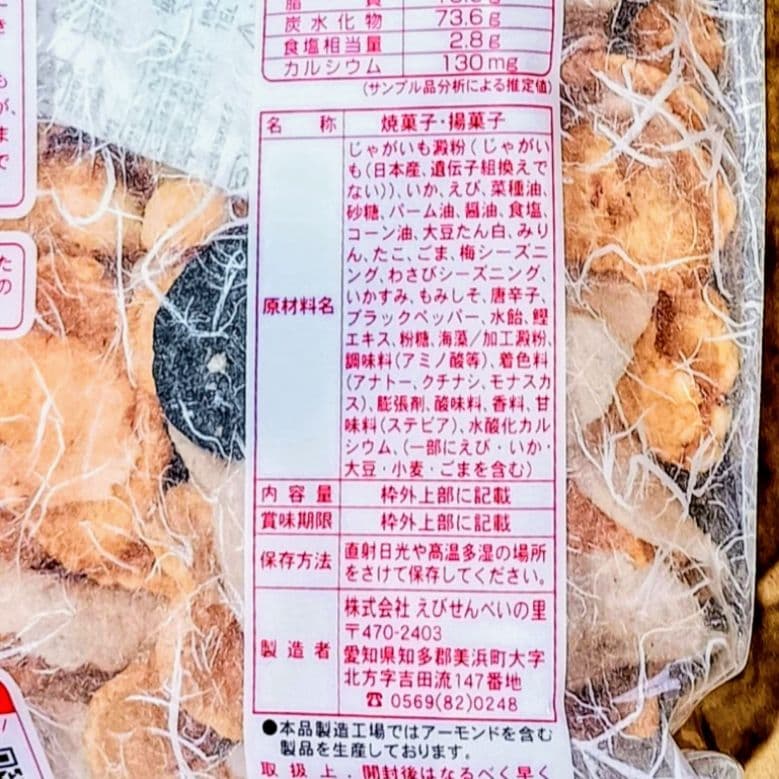 炭水化物 73.6g
食塩相当量 2.8g
カルシウム 130mg
(サンプル品分析による推定値)
名 称 焼菓子・揚菓子
原材料名
じゃがいも澱粉(じゃがい
も(日本産、遺伝子組換えで
ない))、いか、えび、菜種油、
砂糖、パーム油、醤油、食塩、
コーン油、大豆たん白、みり
ん、たこ、ごま、梅シーズニ
ング、わさびシーズニング、
いかすみ、もみしそ、唐辛子、
ブラックペッパー、水飴、鰹
エキス、粉糖、海藻/加工澱粉、
調味料(アミノ酸等)、着色料
(アナトー、クチナシ、モナスカ
ス)、膨張剤、酸味料、香料、甘
味料(ステビア)、水酸化カル
シウム、(一部にえび・いか・
大豆・小麦・ごまを含む)
内容量 枠外上部に記載
賞味期限 枠外上部に記載
保存方法
直射日光や高温多湿の場所
をさけて保存してください。
製造者
株式会社 えびせんべいの里
〒470-2403
愛知県知多郡美浜町大字
北方字吉田流147番地
☎ 0569(82)0248
●本品製造工場ではアーモンドを含む
製品を生産しております。
取扱上.開封後はなるべく早く